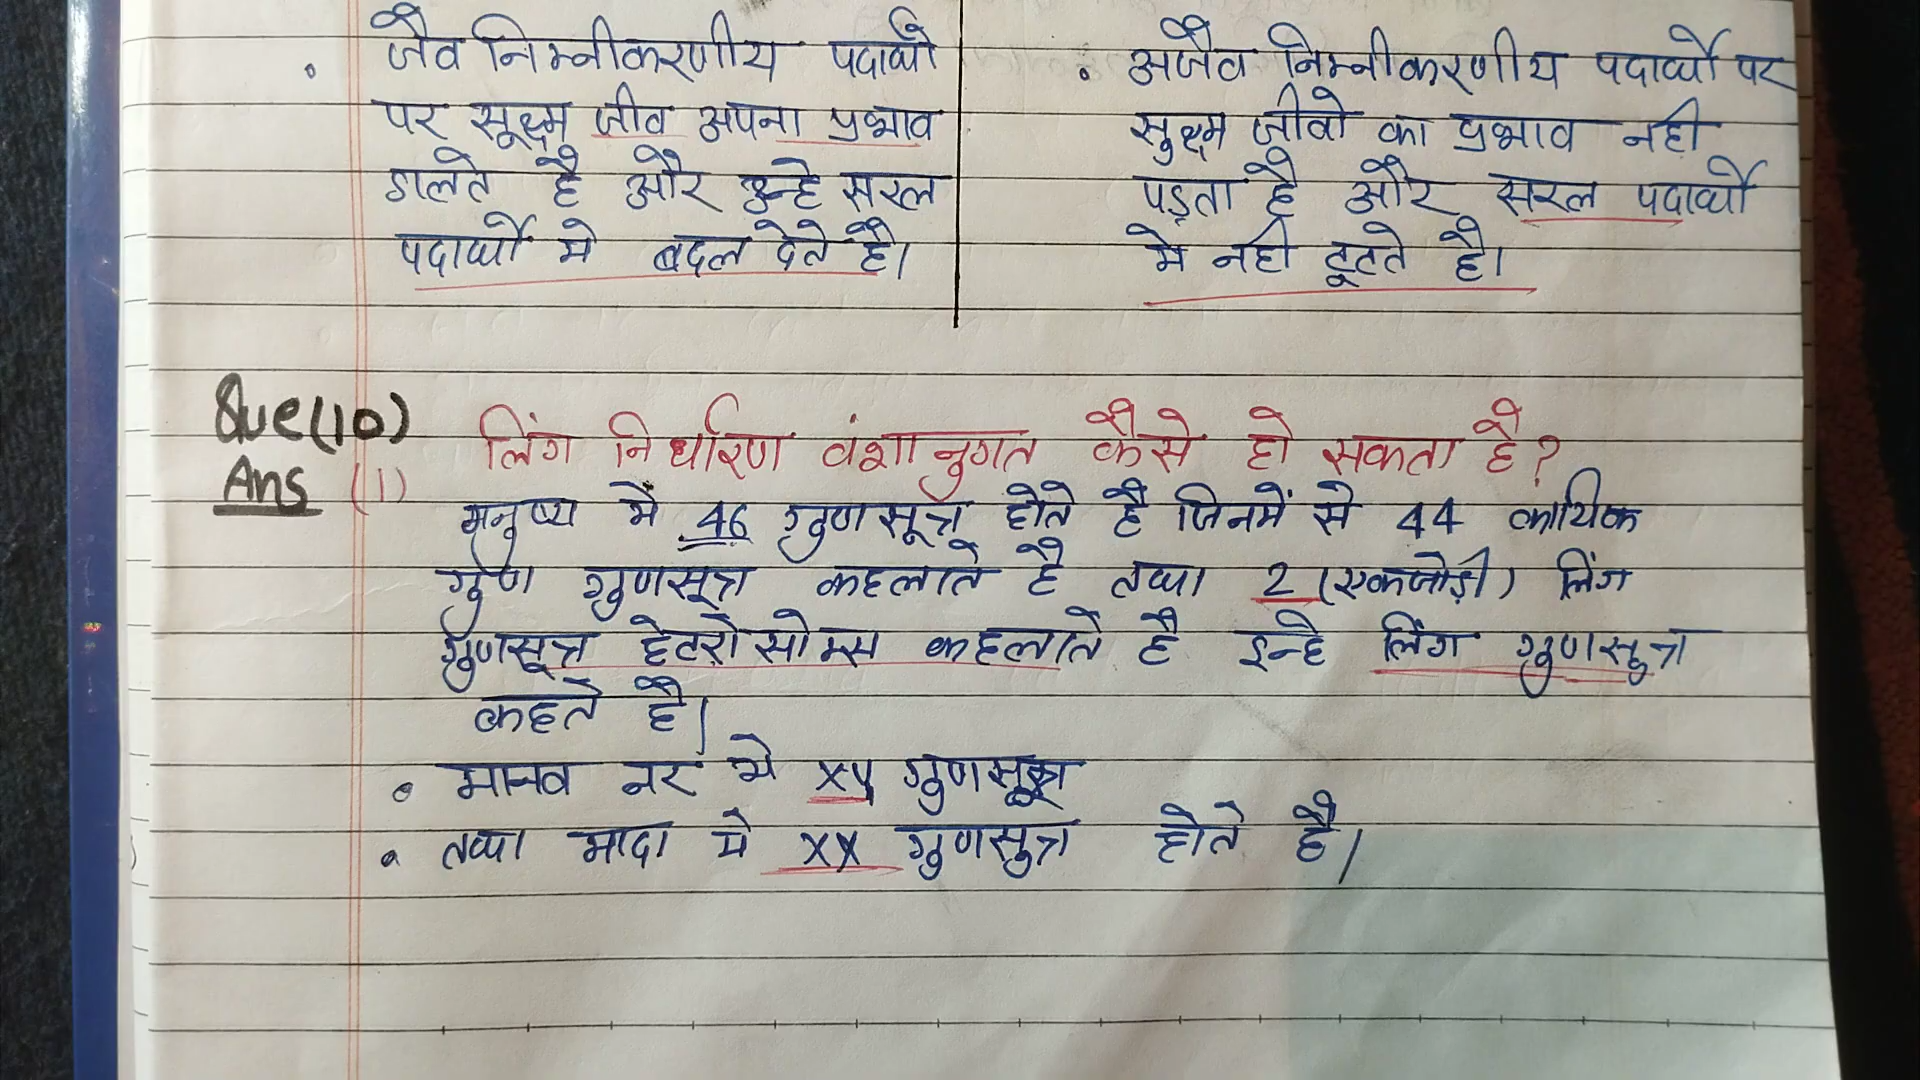 • जैव निम्नीकरणीय पदार्थो
पर सूक्ष्म जीव अपना प्रभाव
डालते है और उन्हे सरल
पदार्थो मे बदल देते है।
• अजैव निम्नीकरणीय पदार्थो पर
सुक्ष्म जीवो का प्रभाव नही
पड़ता है और सरल पदार्थो
मे नही टूटते है।
Que(10) लिंग निर्धारण वंशानुगत कैसे हो सकता है?
Ans (1) मनुष्य में 46 गुणसूत्र होते है जिनमें से 44 कायिक
गुण गुणसूत्र कहलाते है तथा 2 (एकजोड़ी) लिंग
गुणसूत्र हेटरोसोम्स कहलाते है इन्हे लिंग गुणसुत्र
कहते है।
• मानव नर मे XY गुणसूत्र
• तथा मादा मे XX गुणसुत्र होते है।